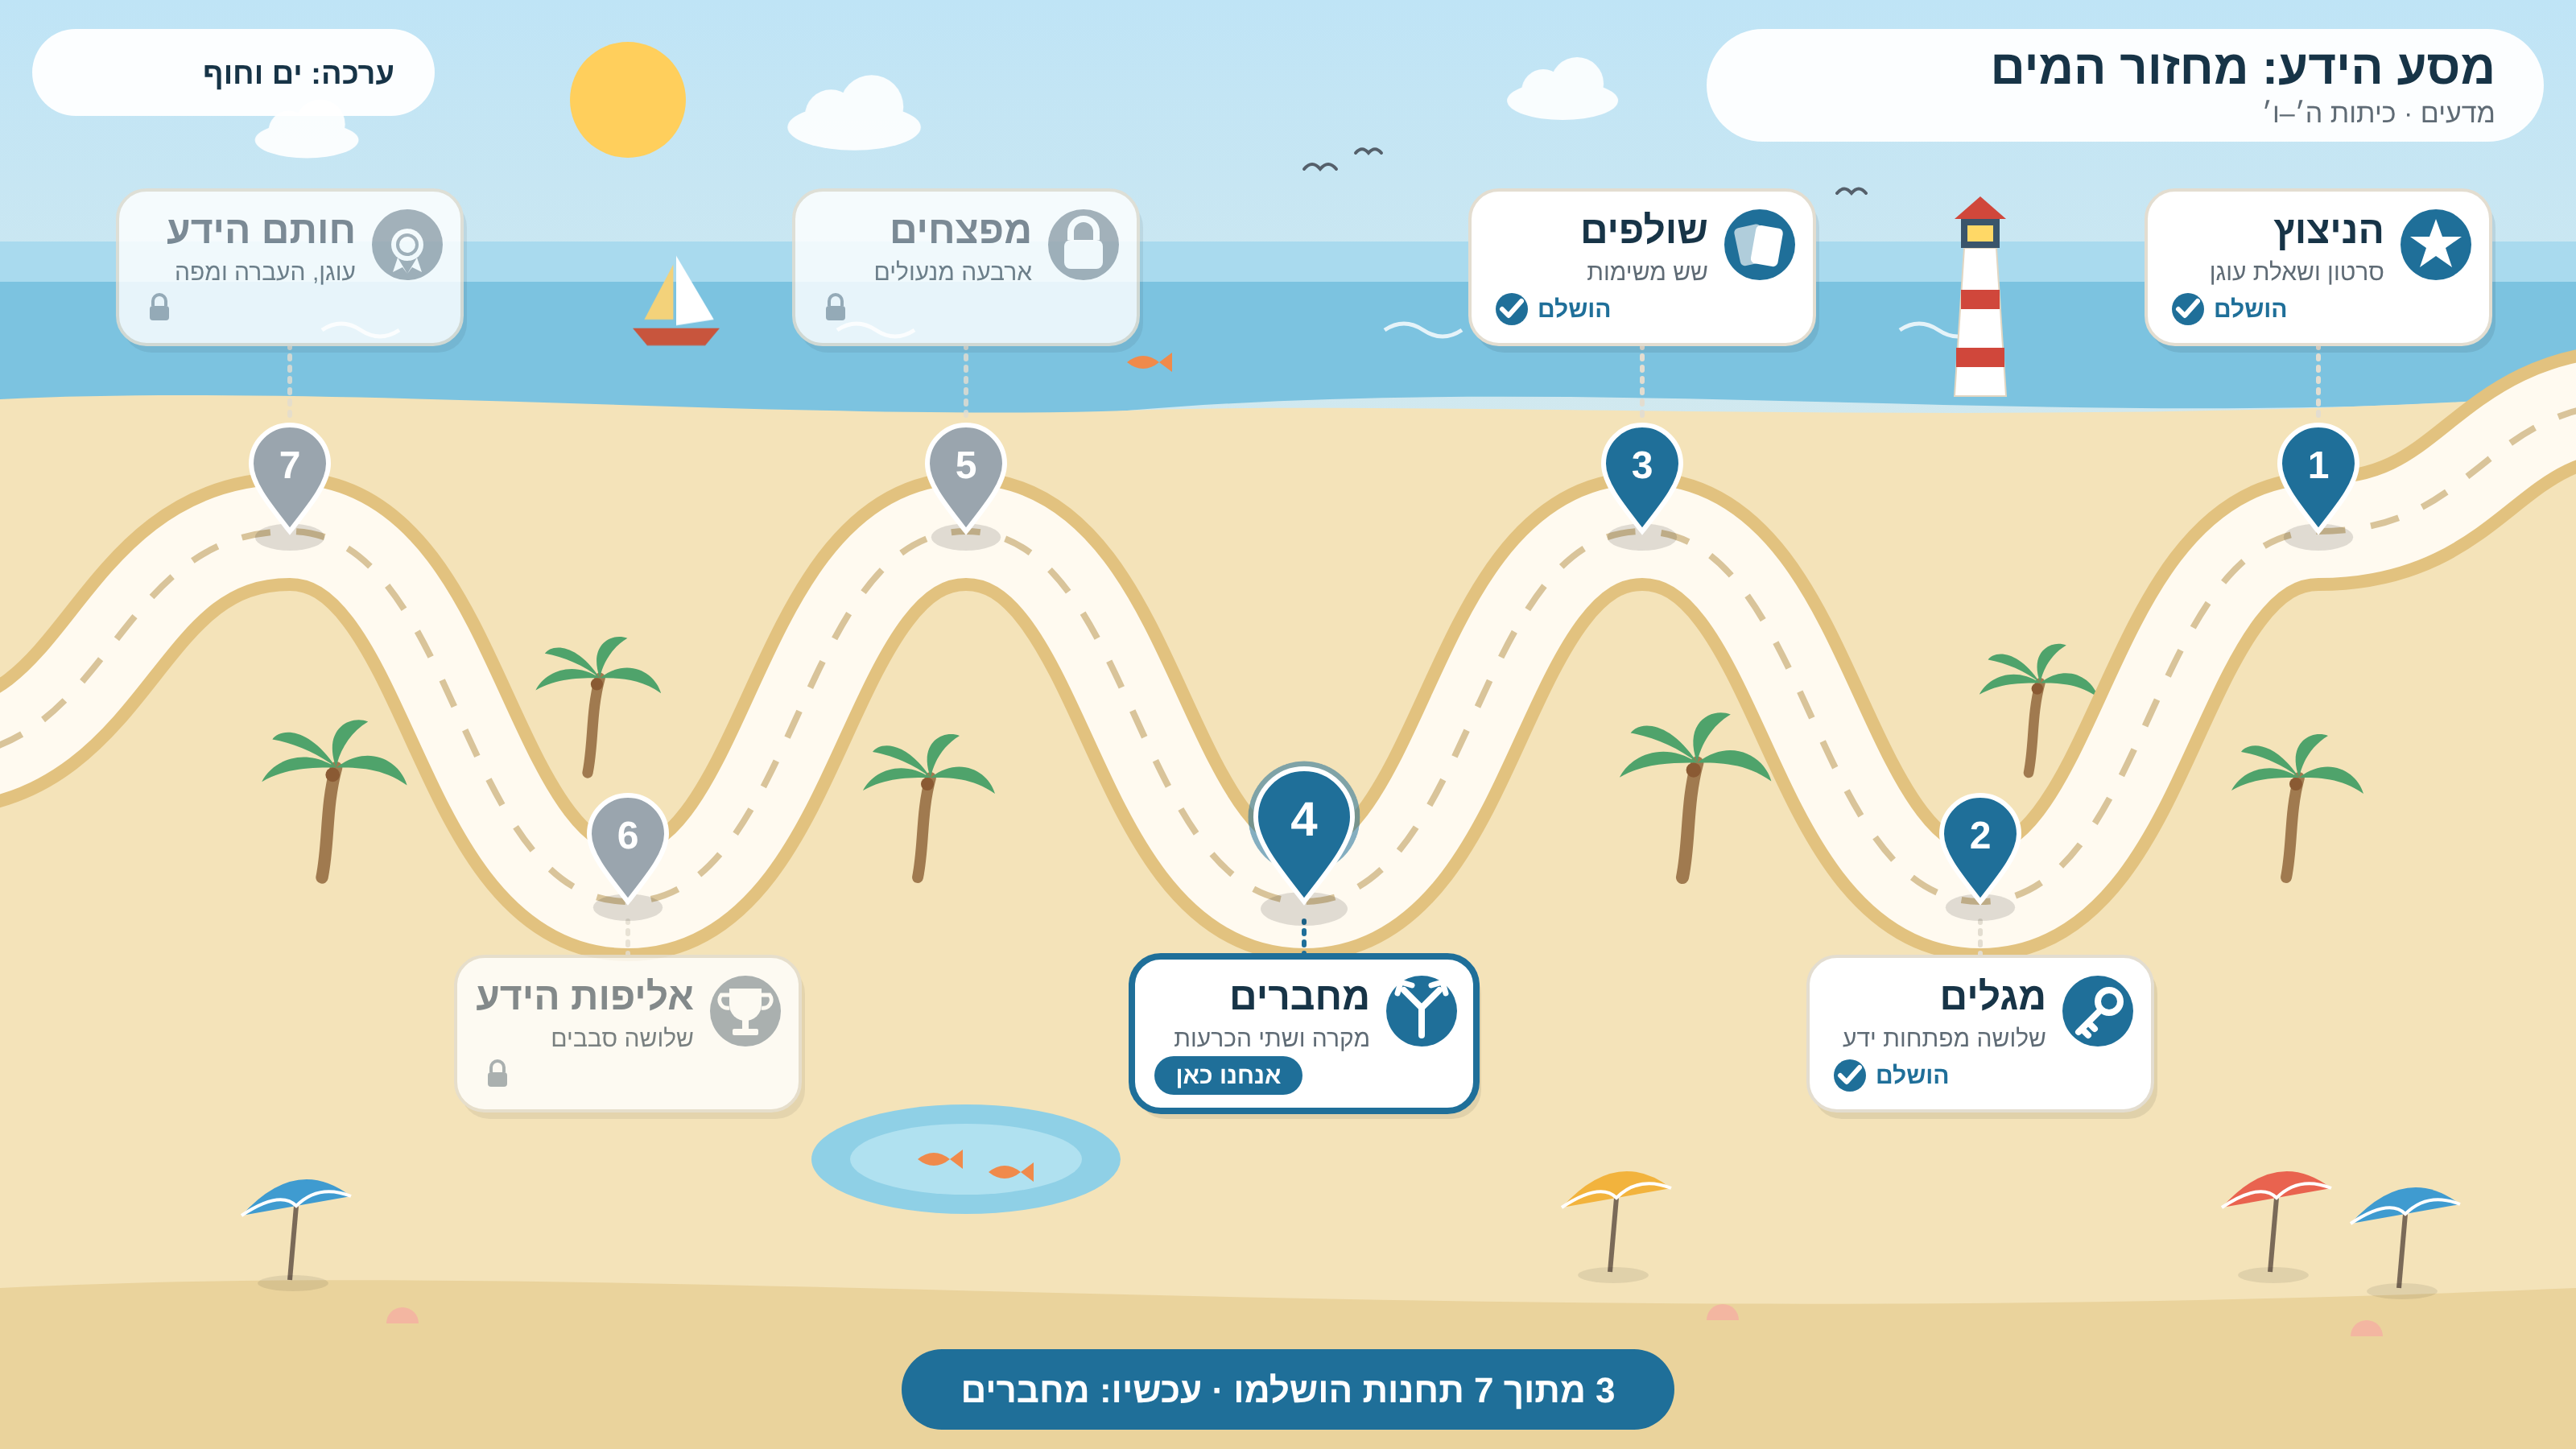 מסע הידע: מחזור המים
מדעים · כיתות ה׳–ו׳
ערכה: ים וחוף
הניצוץ
סרטון ושאלת עוגן
הושלם
שולפים
שש משימות
הושלם
מפצחים
ארבעה מנעולים
חותם הידע
עוגן, העברה ומפה
1
3
5
7
2
4
6
מגלים
שלושה מפתחות ידע
הושלם
מחברים
מקרה ושתי הכרעות
אנחנו כאן
אליפות הידע
שלושה סבבים
3 מתוך 7 תחנות הושלמו · עכשיו: מחברים